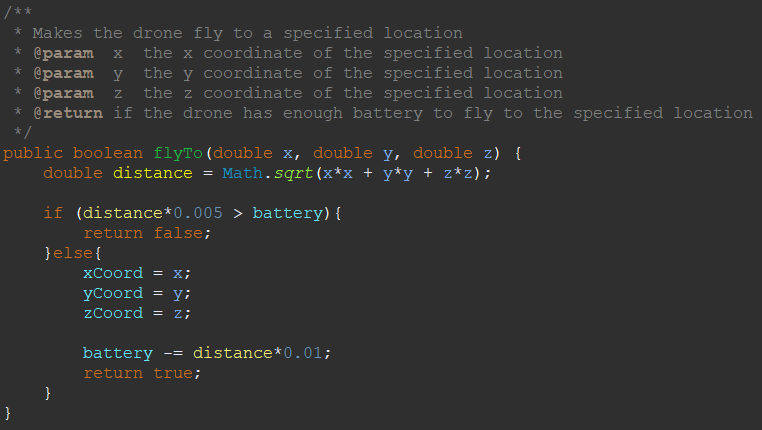 /**
 * Makes the drone fly to a specified location
 * @param  x  the x coordinate of the specified location
 * @param  y  the y coordinate of the specified location
 * @param  z  the z coordinate of the specified location
 * @return if the drone has enough battery to fly to the specified location
 */
public boolean flyTo(double x, double y, double z) {
    double distance = Math.sqrt(x*x + y*y + z*z);

    if (distance*0.005 > battery){
        return false;
    }else{
        xCoord = x;
        yCoord = y;
        zCoord = z;

        battery -= distance*0.01;
        return true;
    }
}